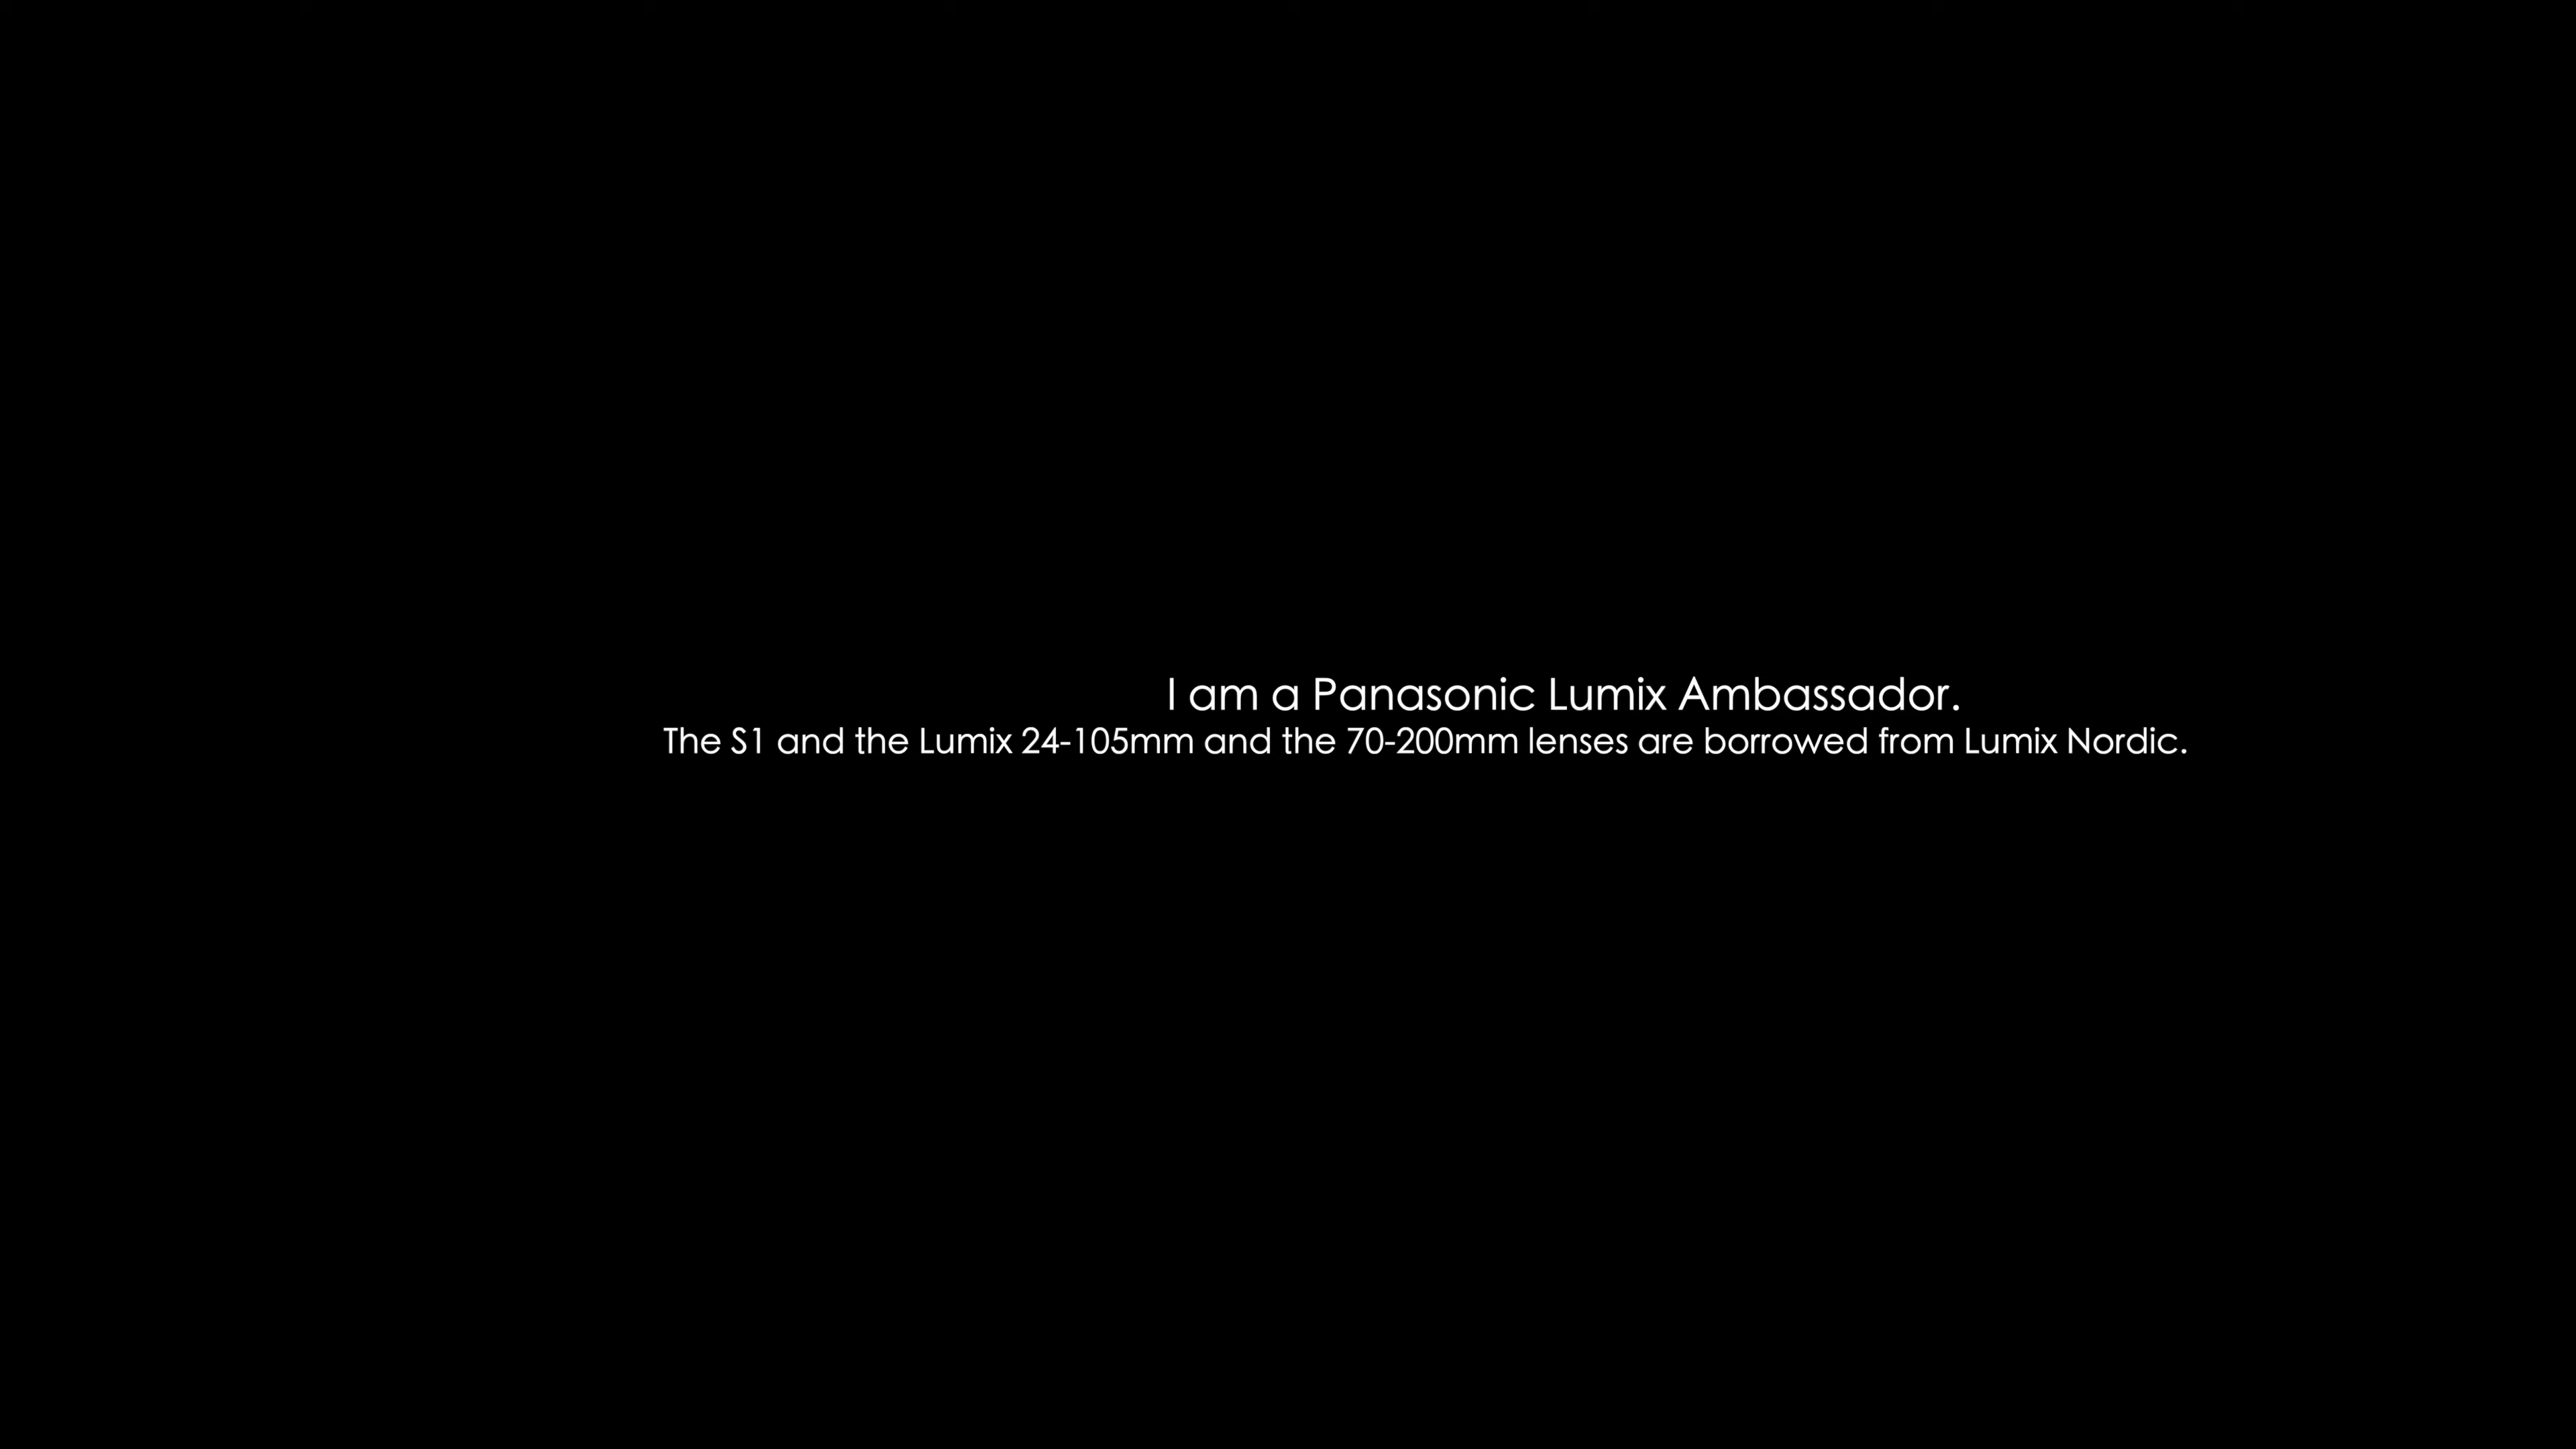 I am a Panasonic Lumix Ambassador.
The S1 and the Lumix 24-105mm and the 70-200mm lenses are borrowed from Lumix Nordic.